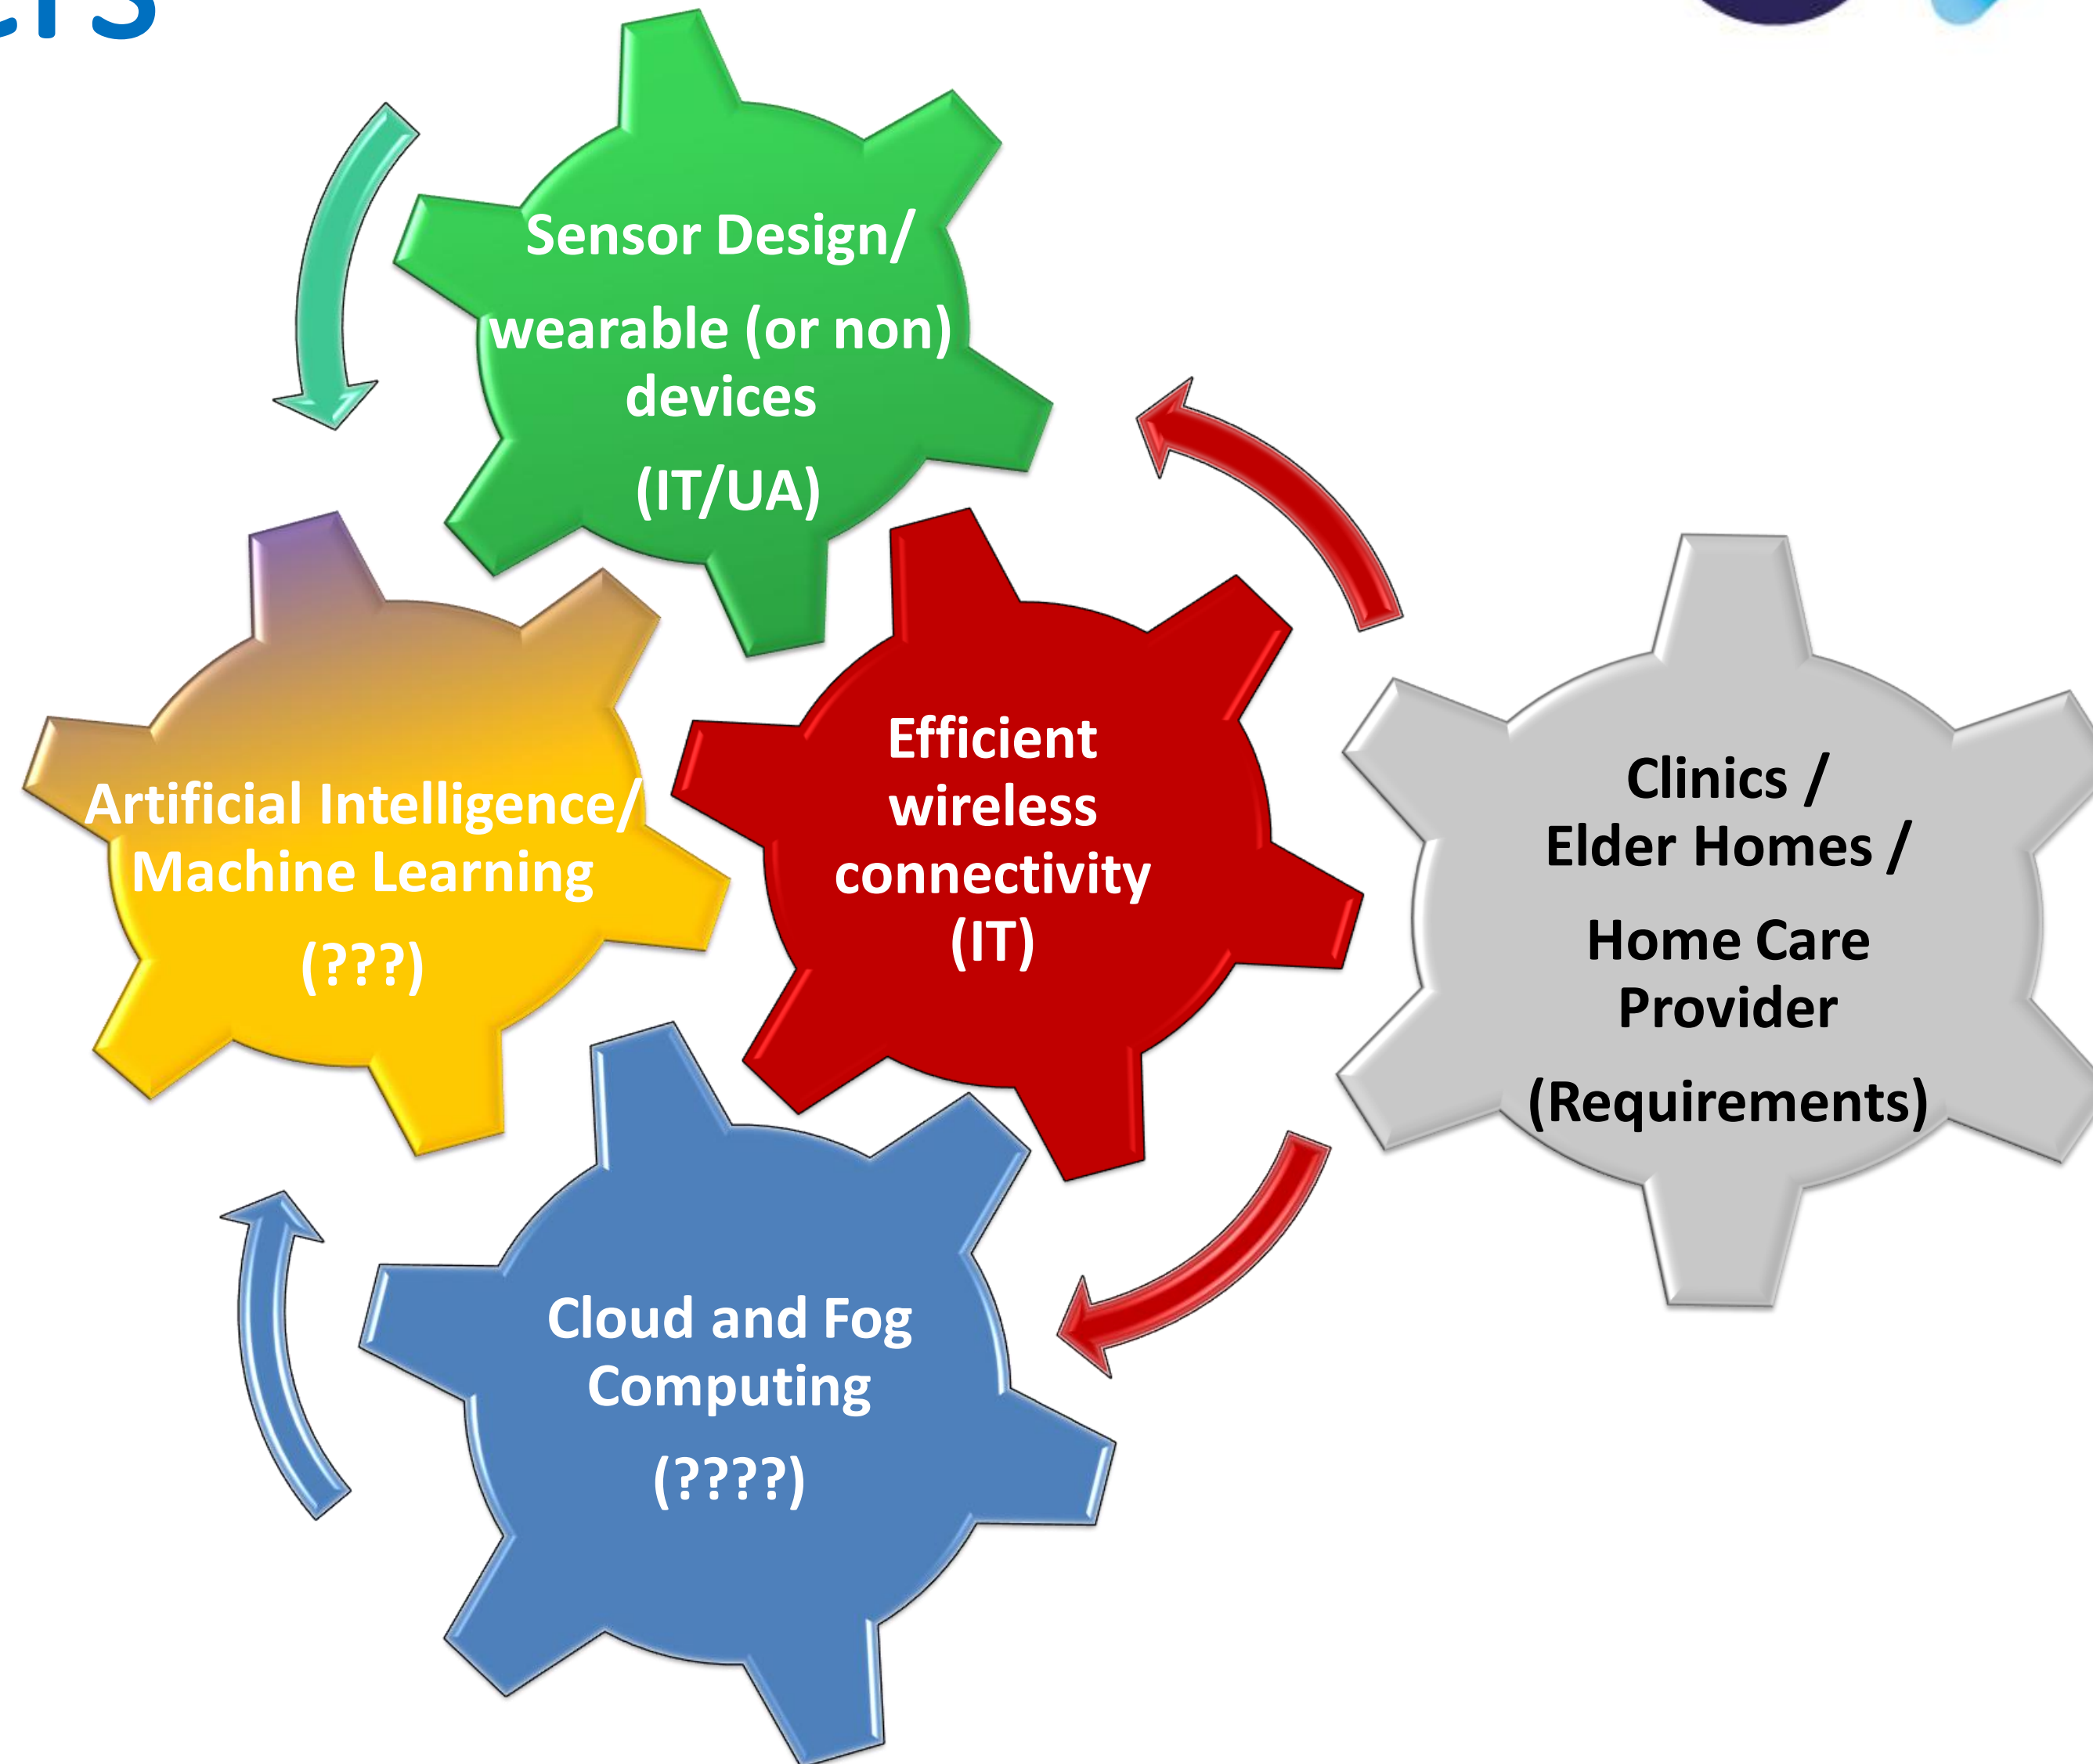 Sensor Design/
wearable (or non)
devices
(IT/UA)
Artificial Intelligence/
Machine Learning
(???)
Efficient
wireless
connectivity
(IT)
Clinics /
Elder Homes /
Home Care
Provider
(Requirements)
Cloud and Fog
Computing
(????)